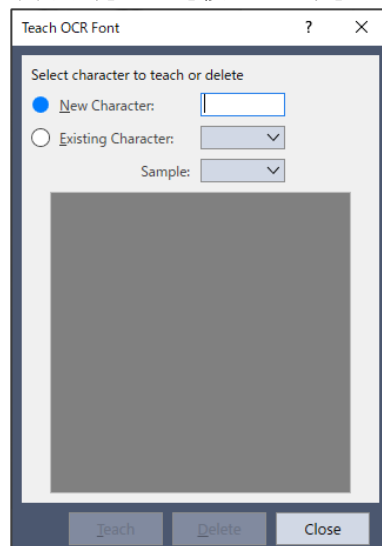 Teach OCR Font
? ×
Select character to teach or delete
New Character:
Existing Character:
Sample:
Teach Delete Close